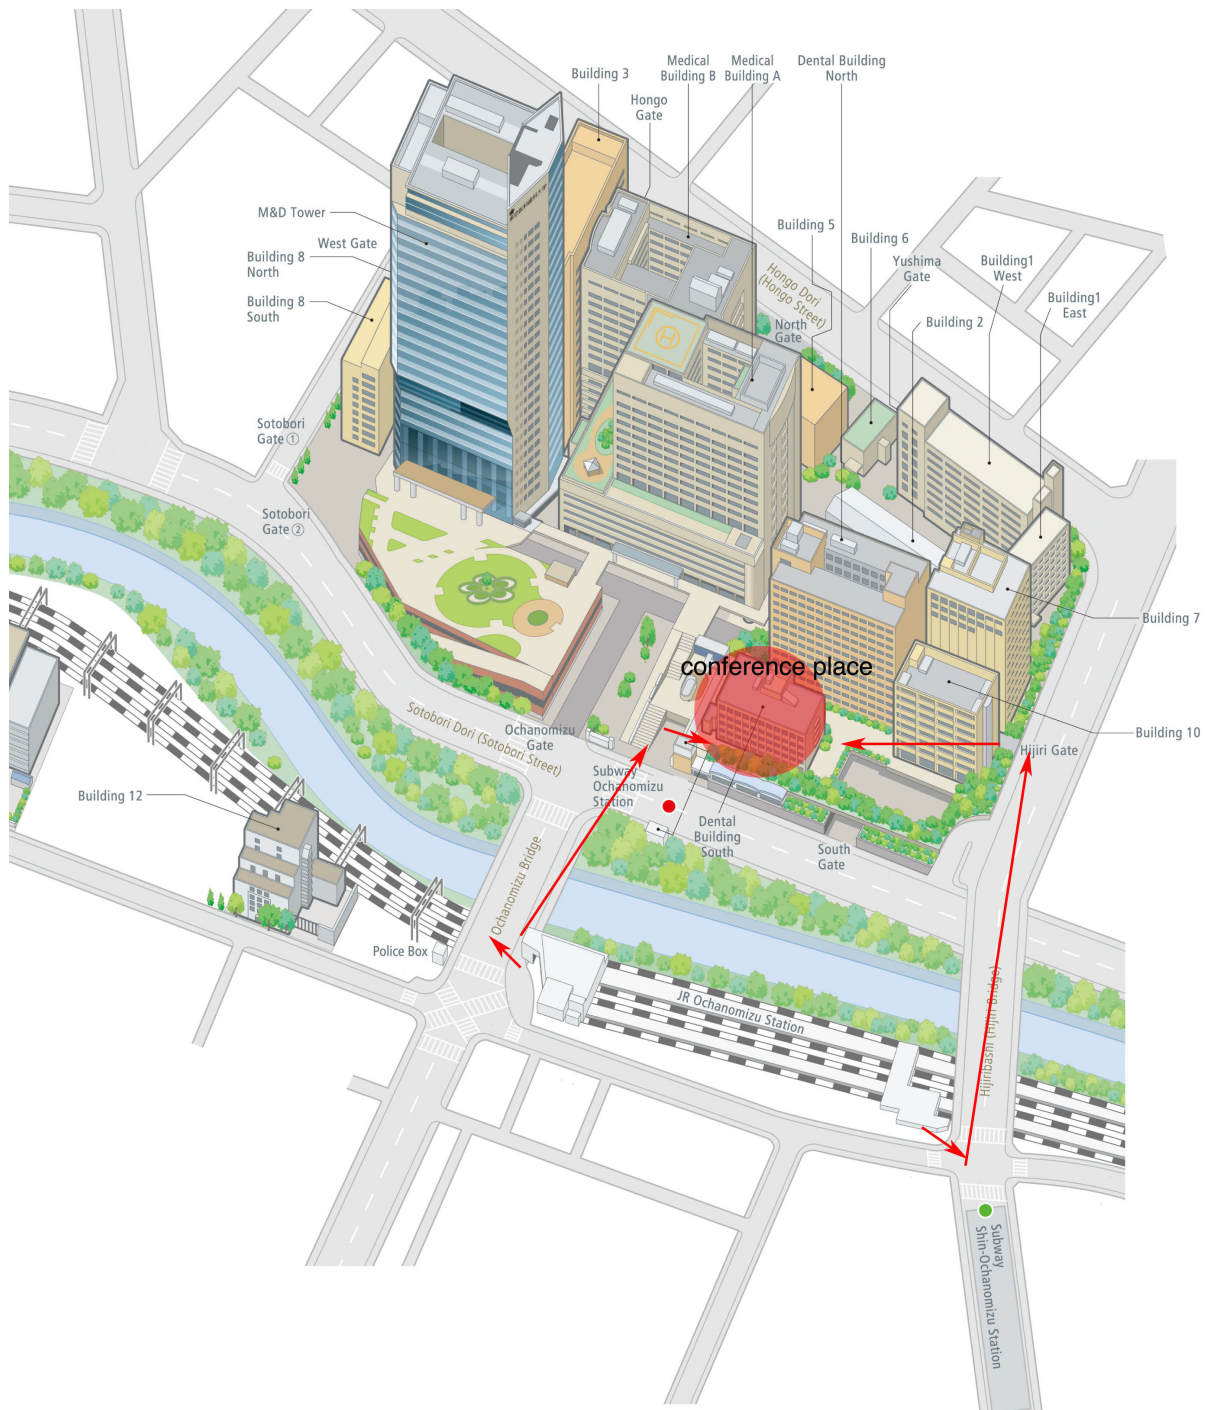 Building 3
Medical
Building B
Medical
Building A
Dental Building
North
Hongo
Gate
M&D Tower
West Gate
Building 8
North
Building 8
South
Building 5
Building 6
Yushima
Gate
Building1
West
Building1
East
Hongo Dori
(Hongo Street)
North
Gate
Building 2
Sotobori
Gate ①
Sotobori
Gate ②
Building 7
conference place
Sotobori Dori (Sotobori Street)
Ochanomizu
Gate
Building 10
Hijiri Gate
Subway
Ochanomizu
Station
Building 12
Dental
Building
South
South
Gate
Ochanomizu Bridge
Police Box
JR Ochanomizu Station
Hijiribashi (Hijiri Bridge)
Subway
Shin-Ochanomizu Station